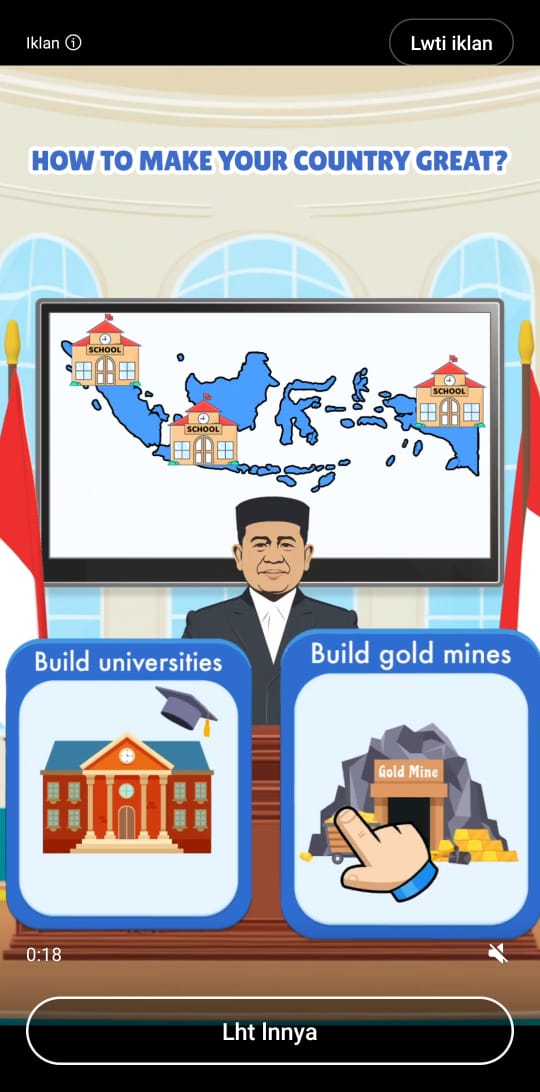 Iklan
Lwti iklan
HOW TO MAKE YOUR COUNTRY GREAT?
SCHOOL
SCHOOL
SCHOOL
Build universities
Build gold mines
Gold Mine
0:18
Lht Innya